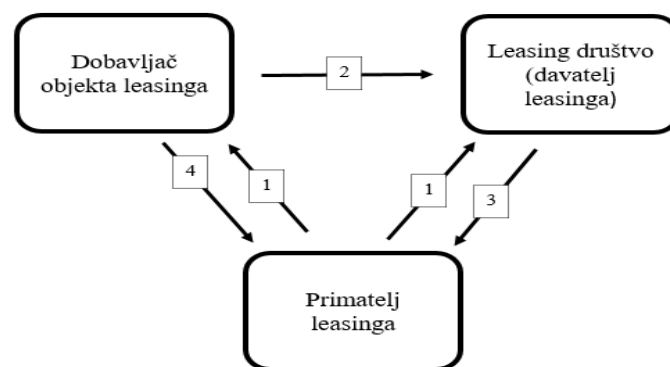 Dobavljač
objekta leasinga
2
Leasing društvo
(davatelj
leasinga)
4
1
1
3
Primatelj
leasinga